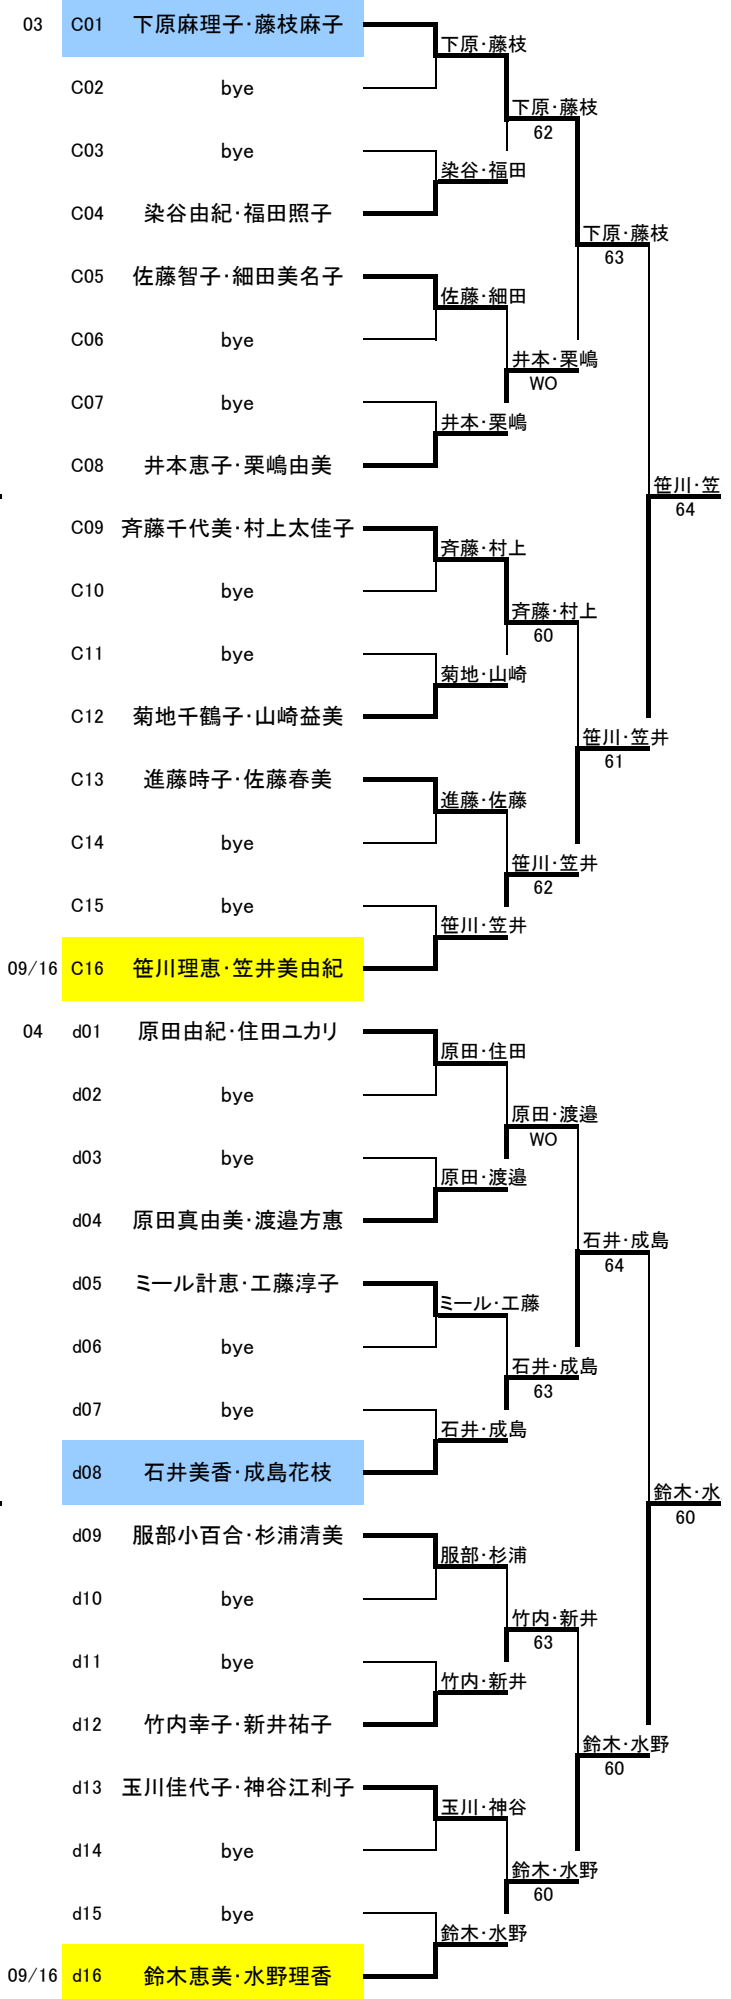 03 C01 下原麻理子・藤枝麻子
下原・藤枝
C02 bye
下原・藤枝
62
C03 bye
染谷・福田
C04 染谷由紀・福田照子
下原・藤枝
63
C05 佐藤智子・細田美名子
佐藤・細田
C06 bye
井本・栗嶋
WO
C07 bye
井本・栗嶋
C08 井本恵子・栗嶋由美
笹川・笠
64
C09 斉藤千代美・村上太佳子
斉藤・村上
C10 bye
斉藤・村上
60
C11 bye
菊地・山崎
C12 菊地千鶴子・山崎益美
笹川・笠井
61
C13 進藤時子・佐藤春美
進藤・佐藤
C14 bye
笹川・笠井
62
C15 bye
笹川・笠井
09/16 C16 笹川理恵・笠井美由紀
04 d01 原田由紀・住田ユカリ
原田・住田
d02 bye
原田・渡邉
WO
d03 bye
原田・渡邉
d04 原田真由美・渡邉方恵
石井・成島
64
d05 ミール計恵・工藤淳子
ミール・工藤
d06 bye
石井・成島
63
d07 bye
石井・成島
d08 石井美香・成島花枝
鈴木・水
60
d09 服部小百合・杉浦清美
服部・杉浦
d10 bye
竹内・新井
63
d11 bye
竹内・新井
d12 竹内幸子・新井祐子
鈴木・水野
60
d13 玉川佳代子・神谷江利子
玉川・神谷
d14 bye
鈴木・水野
60
d15 bye
鈴木・水野
09/16 d16 鈴木恵美・水野理香